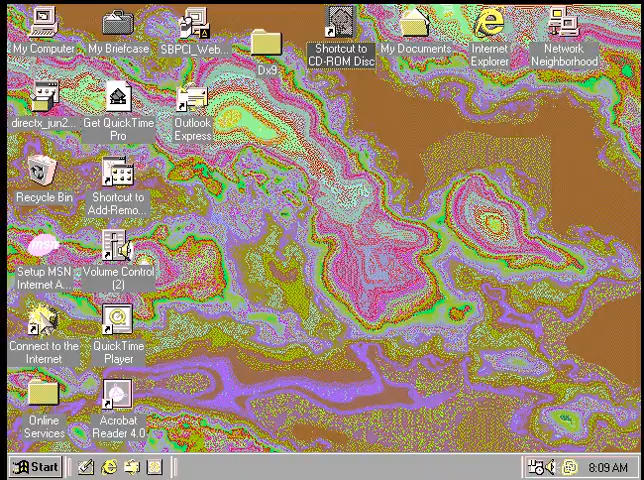 My Computer
My Briefcase
SBPCI_Web...
Dx9
Shortcut to
CD-ROM Disc
My Documents
Internet
Explorer
Network
Neighborhood
directx_jun2...
Get QuickTime
Pro
Outlook
Express
Recycle Bin
Shortcut to
Add-Remo...
msn
Setup MSN
Internet A...
Volume Control
(2)
Connect to the
Internet
QuickTime
Player
Online
Services
Acrobat
Reader 4.0
Start
8:09 AM